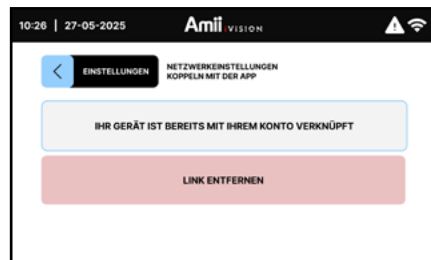 10:26 | 27-05-2025
Amii.VISION
EINSTELLUNGEN
NETZWERKEINSTELLUNGEN
KOPPELN MIT DER APP
IHR GERÄT IST BEREITS MIT IHREM KONTO VERKNÜPFT
LINK ENTFERNEN